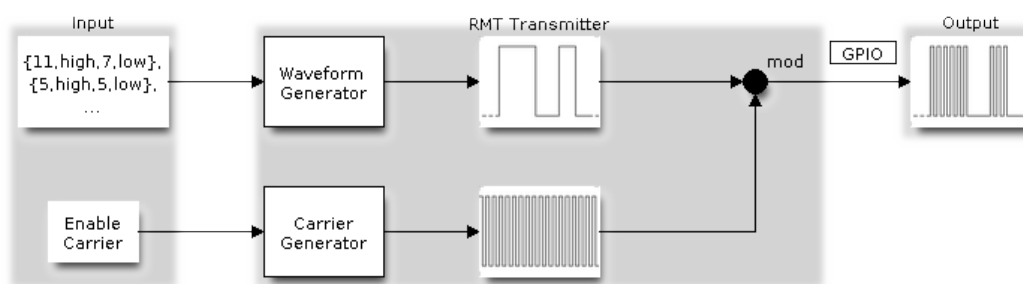 Input
RMT Transmitter
Output
{11,high,7,low},
{5,high,5,low},
...
Waveform
Generator
mod
GPIO
Enable
Carrier
Carrier
Generator